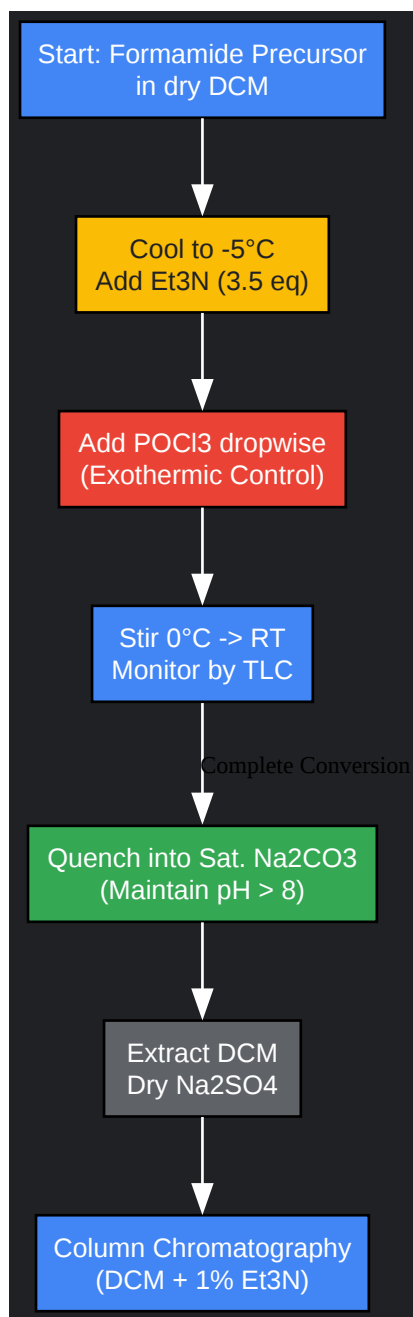 Start: Formamide Precursor
in dry DCM
Cool to -5°C
Add Et3N (3.5 eq)
Add POCl3 dropwise
(Exothermic Control)
Stir 0°C -> RT
Monitor by TLC
Complete Conversion
Quench into Sat. Na2CO3
(Maintain pH > 8)
Extract DCM
Dry Na2SO4
Column Chromatography
(DCM + 1% Et3N)